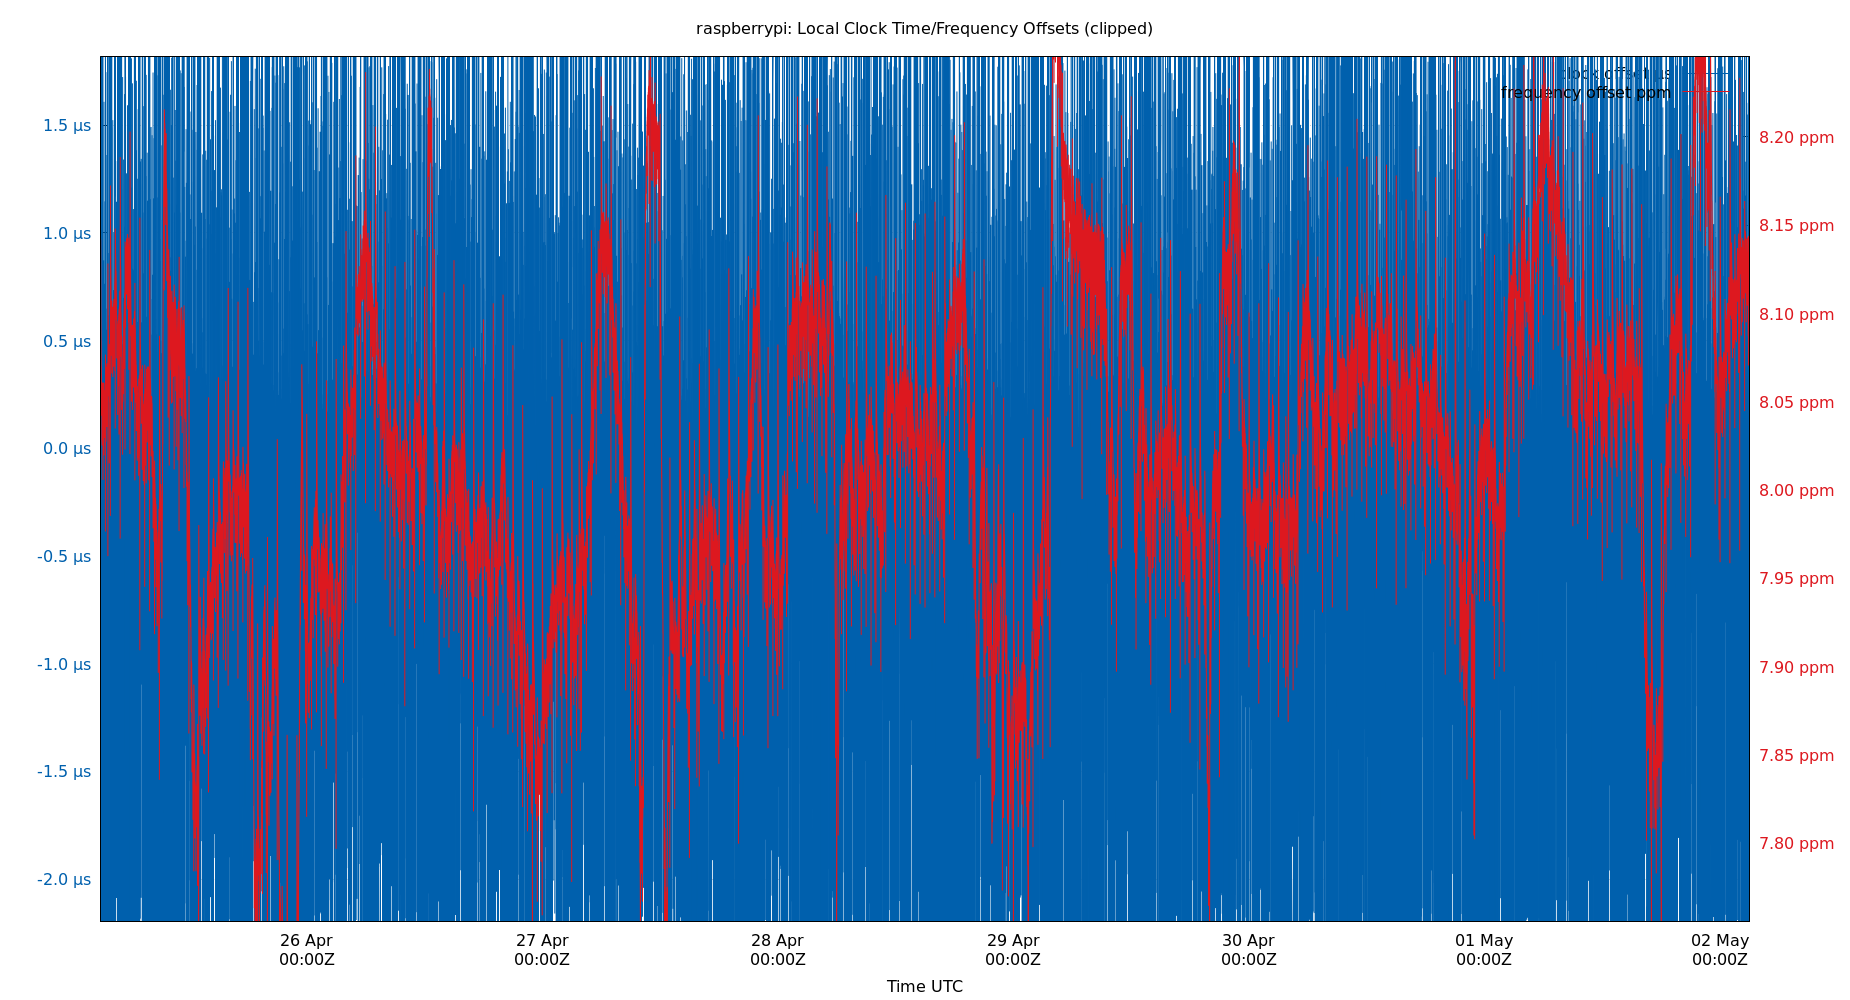 raspberrypi: Local Clock Time/Frequency Offsets (clipped)
clock offset µs
frequency offset ppm
1.5 µs
1.0 µs
0.5 µs
0.0 µs
-0.5 µs
-1.0 µs
-1.5 µs
-2.0 µs
8.20 ppm
8.15 ppm
8.10 ppm
8.05 ppm
8.00 ppm
7.95 ppm
7.90 ppm
7.85 ppm
7.80 ppm
26 Apr 27 Apr 28 Apr 29 Apr 30 Apr 01 May 02 May
00:00Z 00:00Z 00:00Z 00:00Z 00:00Z 00:00Z 00:00Z
Time UTC